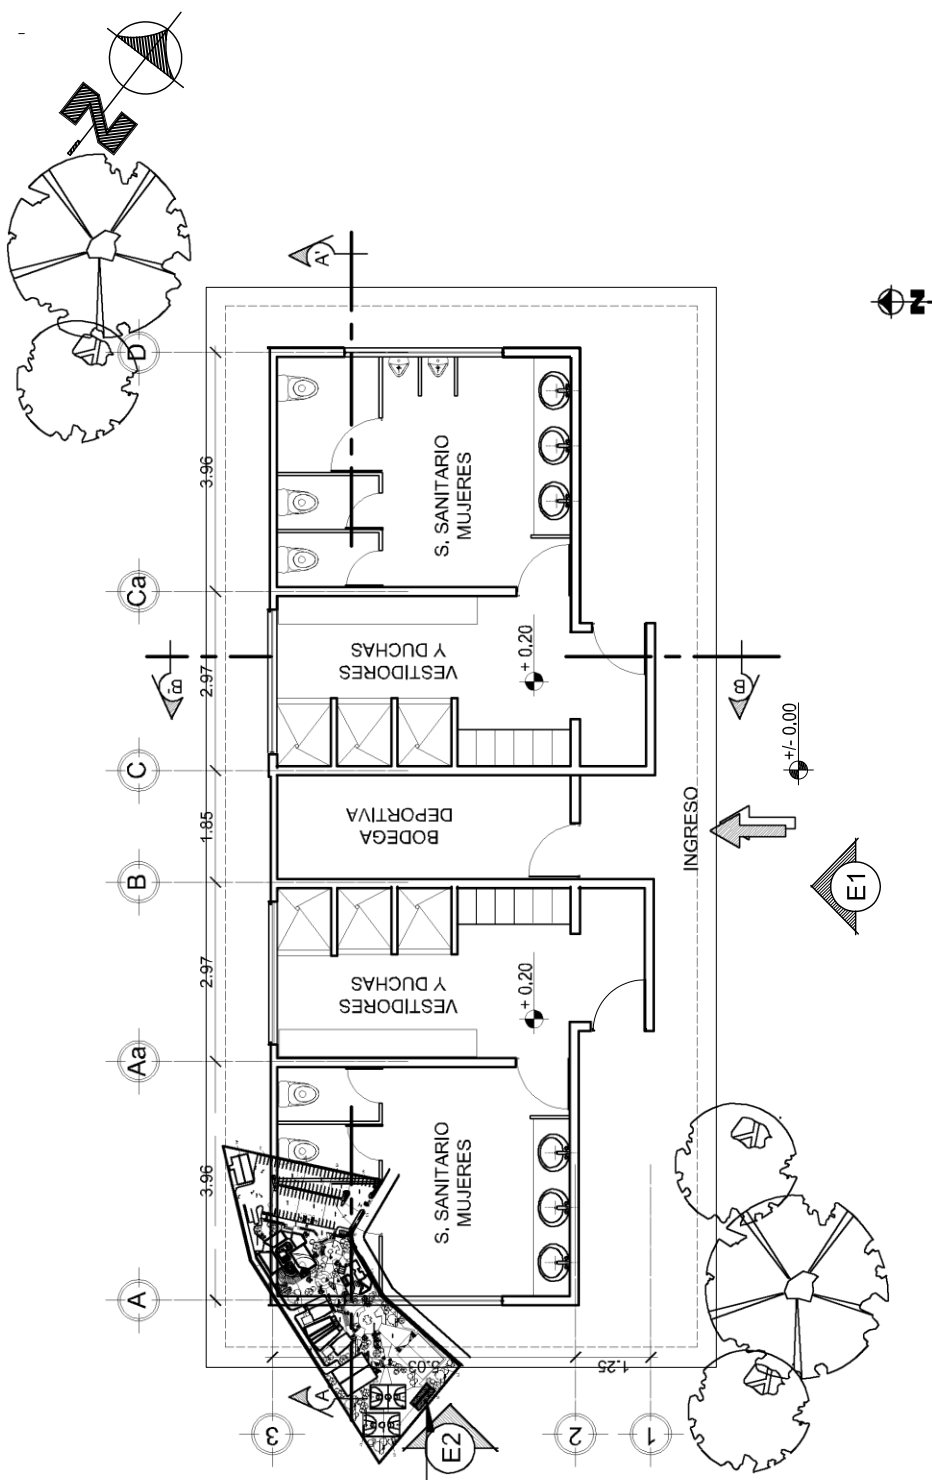 N
A'
N
D
3.96
S. SANITARIO
MUJERES
Ca
VESTIDORES
Y DUCHAS
+ 0.20
2.97
B'
B
C
+/- 0.00
1.85
BODEGA
DEPORTIVA
INGRESO
B
E1
2.97
VESTIDORES
Y DUCHAS
+ 0.20
Aa
3.96
S. SANITARIO
MUJERES
A
5.03
1.25
A
3
2
1
E2